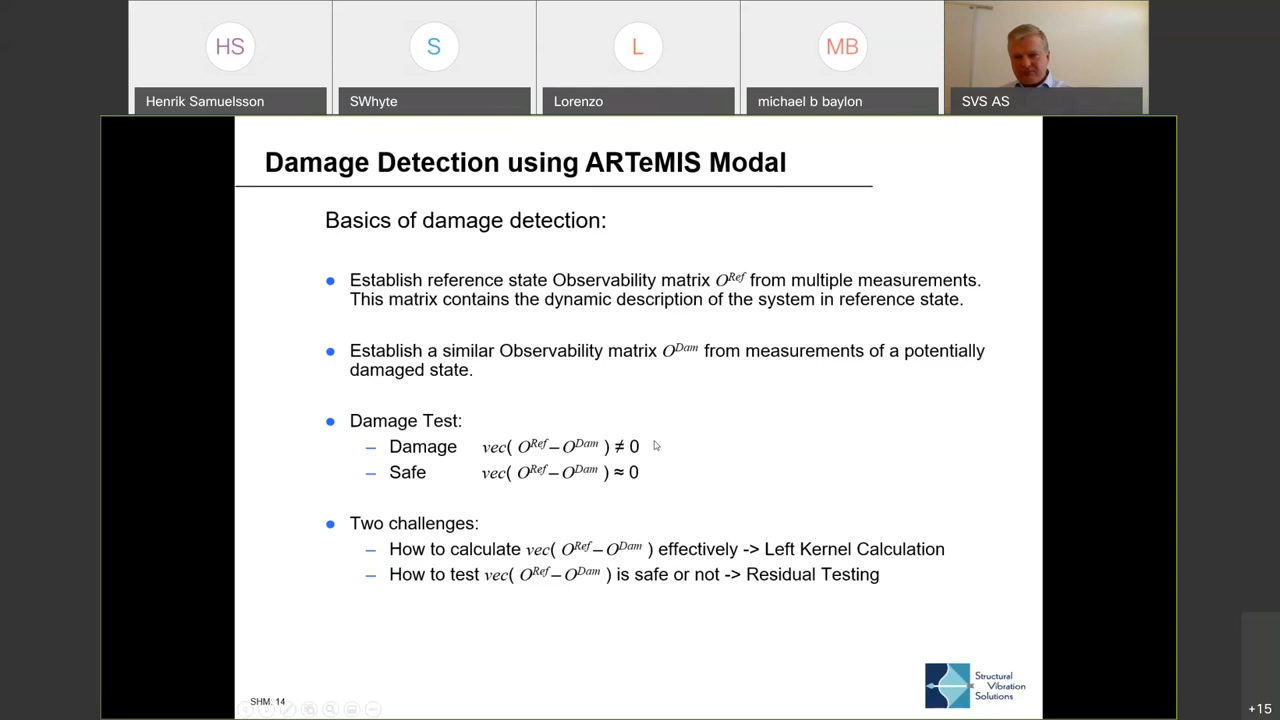 HS
S
L
MB
Henrik Samuelsson
SWhyte
Lorenzo
michael b baylon
SVS AS
Damage Detection using ARTeMIS Modal
Basics of damage detection:
● Establish reference state Observability matrix O^Ref from multiple measurements.
This matrix contains the dynamic description of the system in reference state.
● Establish a similar Observability matrix O^Dam from measurements of a potentially
damaged state.
● Damage Test:
– Damage vec( O^Ref – O^Dam ) ≠ 0
– Safe vec( O^Ref – O^Dam ) ≈ 0
● Two challenges:
– How to calculate vec( O^Ref – O^Dam ) effectively -> Left Kernel Calculation
– How to test vec( O^Ref – O^Dam ) is safe or not -> Residual Testing
Structural
Vibration
Solutions
SHM: 14
+15